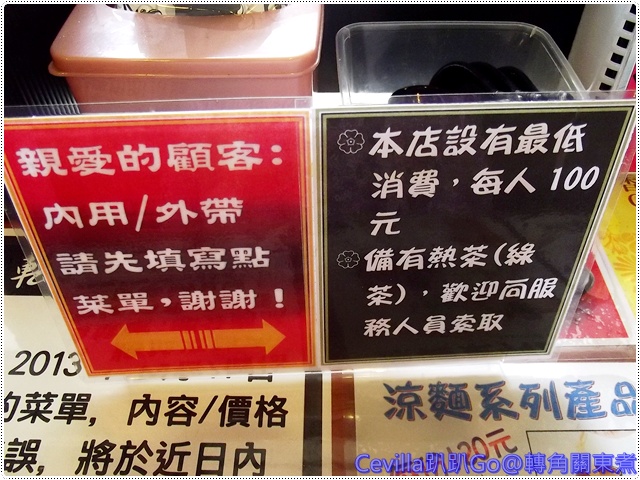 親愛的顧客:
內用/外帶
請先填寫點
菜單,謝謝!
本店設有最低
消費,每人100
元
備有熱茶(綠
茶),歡迎向服
務人員索取
2013
的菜單,內容/價格
誤,將於近日內
涼麵系列產品
Cevilla趴趴Go@轉角關東煮